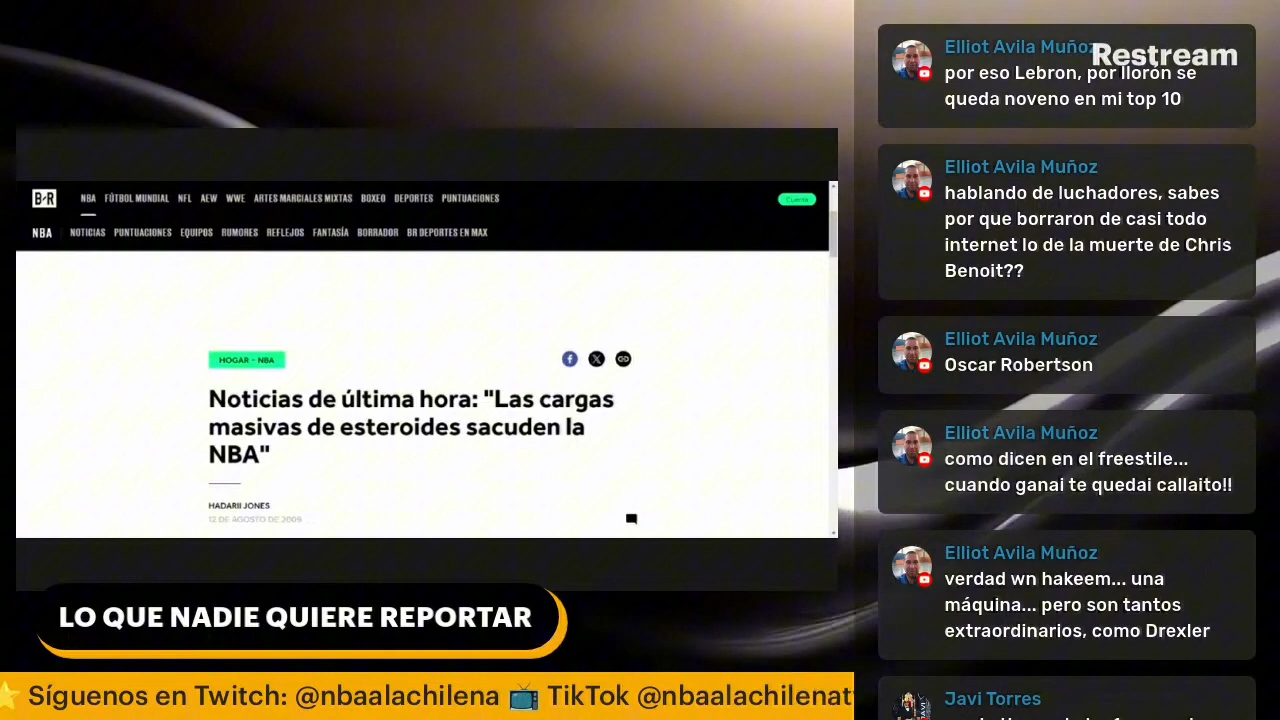 B/R
NBA FÚTBOL MUNDIAL NFL AEW WWE ARTES MARCIALES MIXTAS BOXEO DEPORTES PUNTUACIONES
Cuenta
NBA NOTICIAS PUNTUACIONES EQUIPOS RUMORES REFLEJOS FANTASÍA BORRADOR BR DEPORTES EN MAX
HOGAR - NBA
Noticias de última hora: "Las cargas
masivas de esteroides sacuden la
NBA"
HADARII JONES
12 DE AGOSTO DE 2009
LO QUE NADIE QUIERE REPORTAR
Síguenos en Twitch: @nbaalachilena 📺 TikTok @nbaalachilenat
Restream
Elliot Avila Muñoz
por eso Lebron, por llorón se
queda noveno en mi top 10
Elliot Avila Muñoz
hablando de luchadores, sabes
por que borraron de casi todo
internet lo de la muerte de Chris
Benoit??
Elliot Avila Muñoz
Oscar Robertson
Elliot Avila Muñoz
como dicen en el freestile...
cuando ganai te quedai callaito!!
Elliot Avila Muñoz
verdad wn hakeem... una
máquina... pero son tantos
extraordinarios, como Drexler
Javi Torres